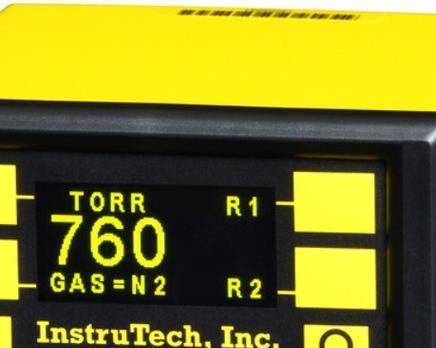 TORR
R1
760
GAS=N2
R2
InstruTech, Inc.